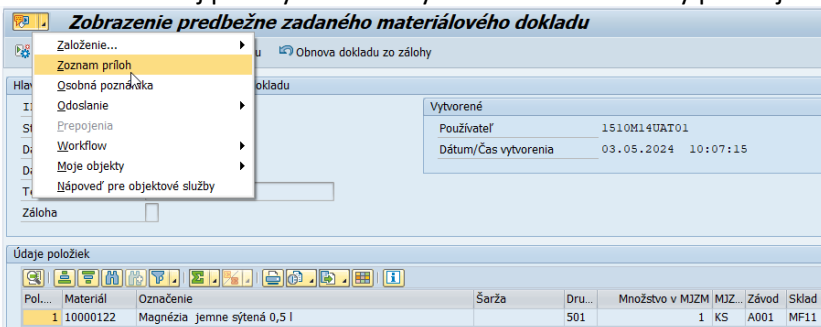 Zobrazenie predbežne zadaného materiálového dokladu
Založenie...
u Obnova dokladu zo zálohy
Zoznam príloh
Osobná poznámka
okladu
Odoslanie
Prepojenia
Workflow
Moje objekty
Nápoveď pre objektové služby
Záloha
Vytvorené
Používateľ 1510M14UAT01
Dátum/Čas vytvorenia 03.05.2024 10:07:15
Údaje položiek
Pol... Materiál Označenie Šarža Dru... Množstvo v MJZM MJZ... Závod Sklad
1 10000122 Magnézia jemne sýtená 0,5 l 501 1 KS A001 MF11